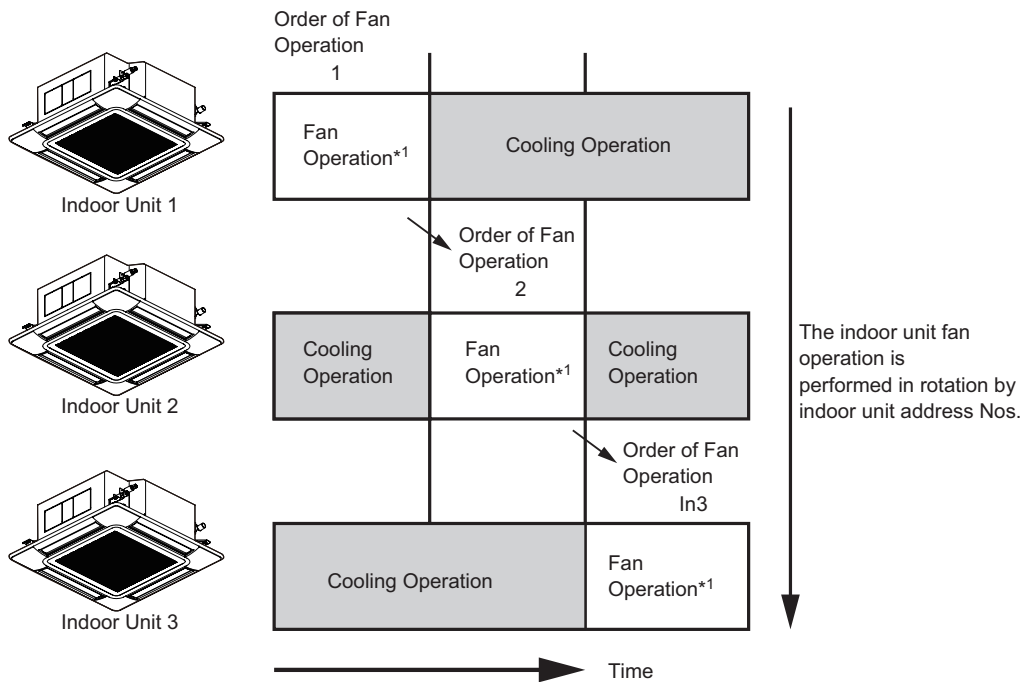 Order of Fan
Operation
1
Fan
Operation*1
Cooling Operation
Indoor Unit 1
Order of Fan
Operation
2
Cooling
Operation
Fan
Operation*1
Cooling
Operation
Indoor Unit 2
The indoor unit fan
operation is
performed in rotation by
indoor unit address Nos.
Order of Fan
Operation
In3
Cooling Operation
Fan
Operation*1
Indoor Unit 3
Time